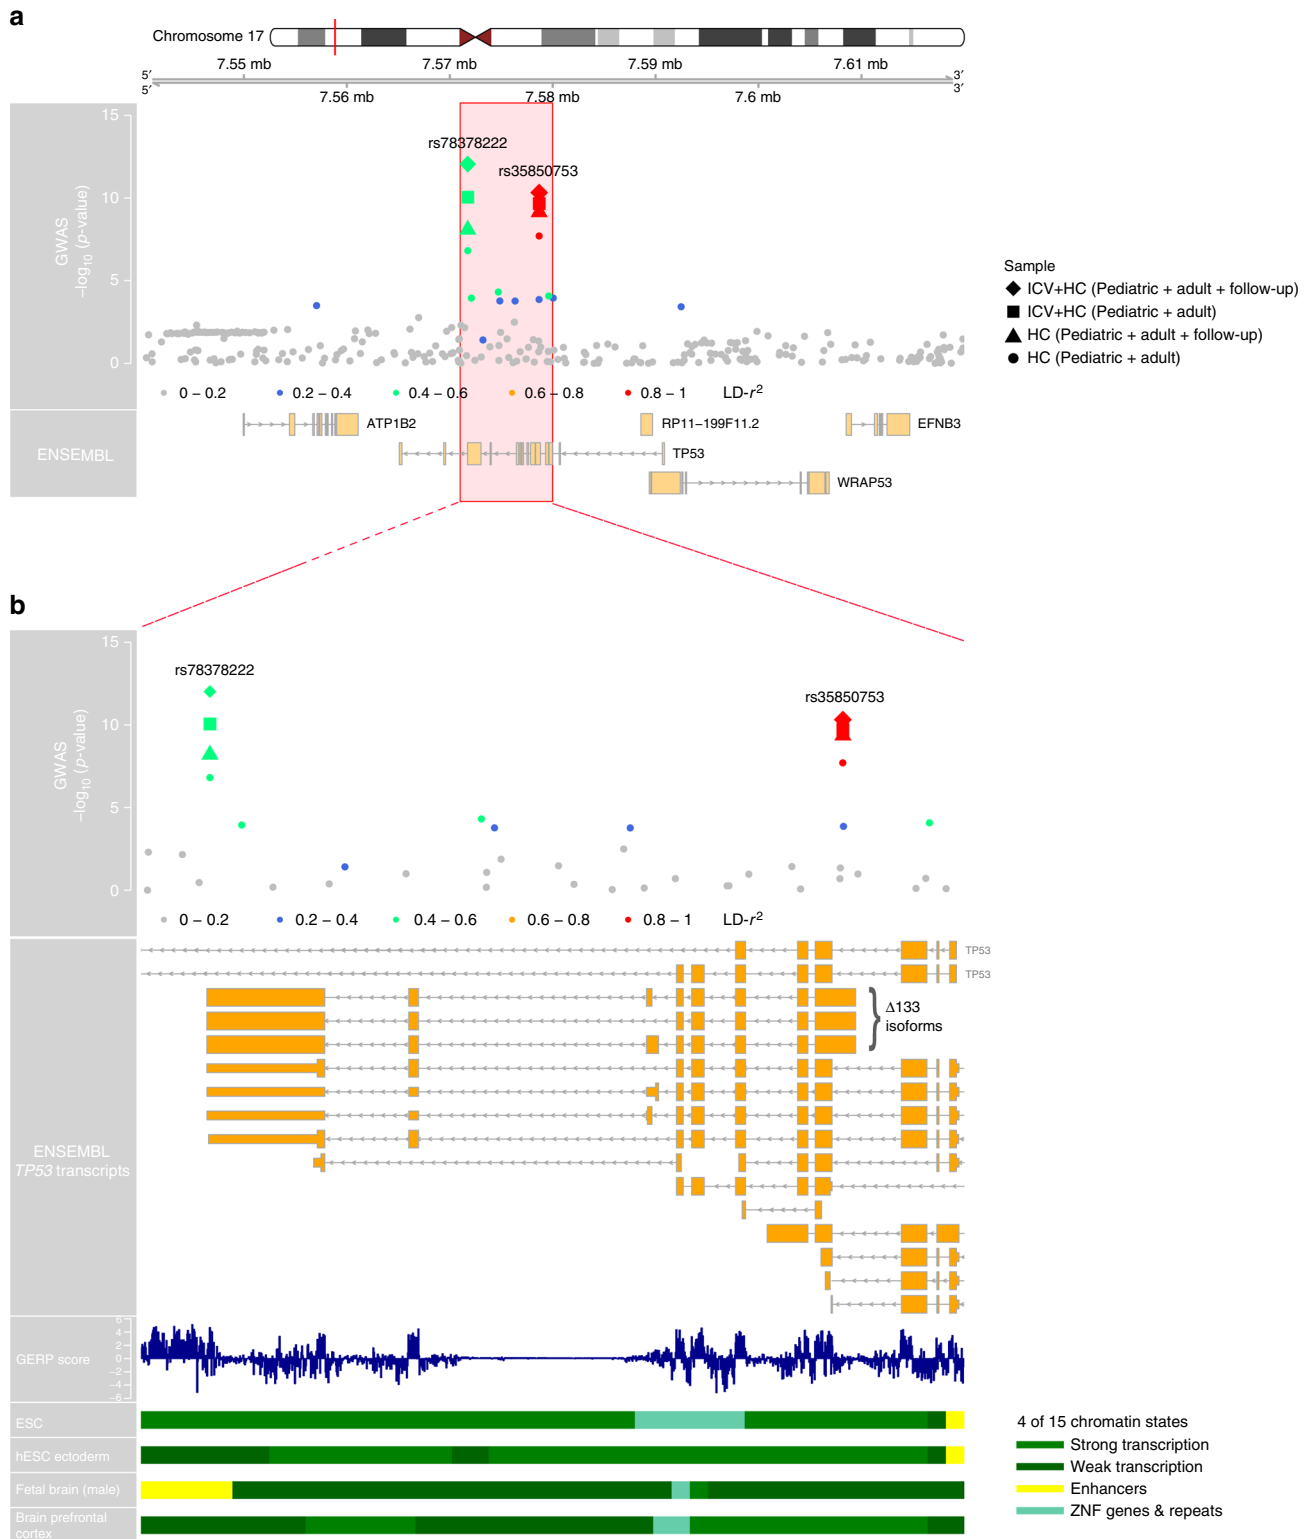 a
Chromosome 17
7.55 mb 7.57 mb 7.59 mb 7.61 mb
5′ 3′
5′ 3′
7.56 mb 7.58 mb 7.6 mb
GWAS
−log10 (p-value)
15
10
5
0
rs78378222
rs35850753
Sample
ICV+HC (Pediatric + adult + follow-up)
ICV+HC (Pediatric + adult)
HC (Pediatric + adult + follow-up)
HC (Pediatric + adult)
0 – 0.2 0.2 – 0.4 0.4 – 0.6 0.6 – 0.8 0.8 – 1 LD-r²
ENSEMBL
ATP1B2 RP11−199F11.2 EFNB3
TP53
WRAP53
b
GWAS
−log10 (p-value)
15
10
5
0
rs78378222
rs35850753
0 – 0.2 0.2 – 0.4 0.4 – 0.6 0.6 – 0.8 0.8 – 1 LD-r²
TP53
TP53
Δ133
isoforms
ENSEMBL
TP53 transcripts
GERP score
6
4
2
0
−2
−4
−6
ESC
hESC ectoderm
Fetal brain (male)
Brain prefrontal
cortex
4 of 15 chromatin states
Strong transcription
Weak transcription
Enhancers
ZNF genes & repeats